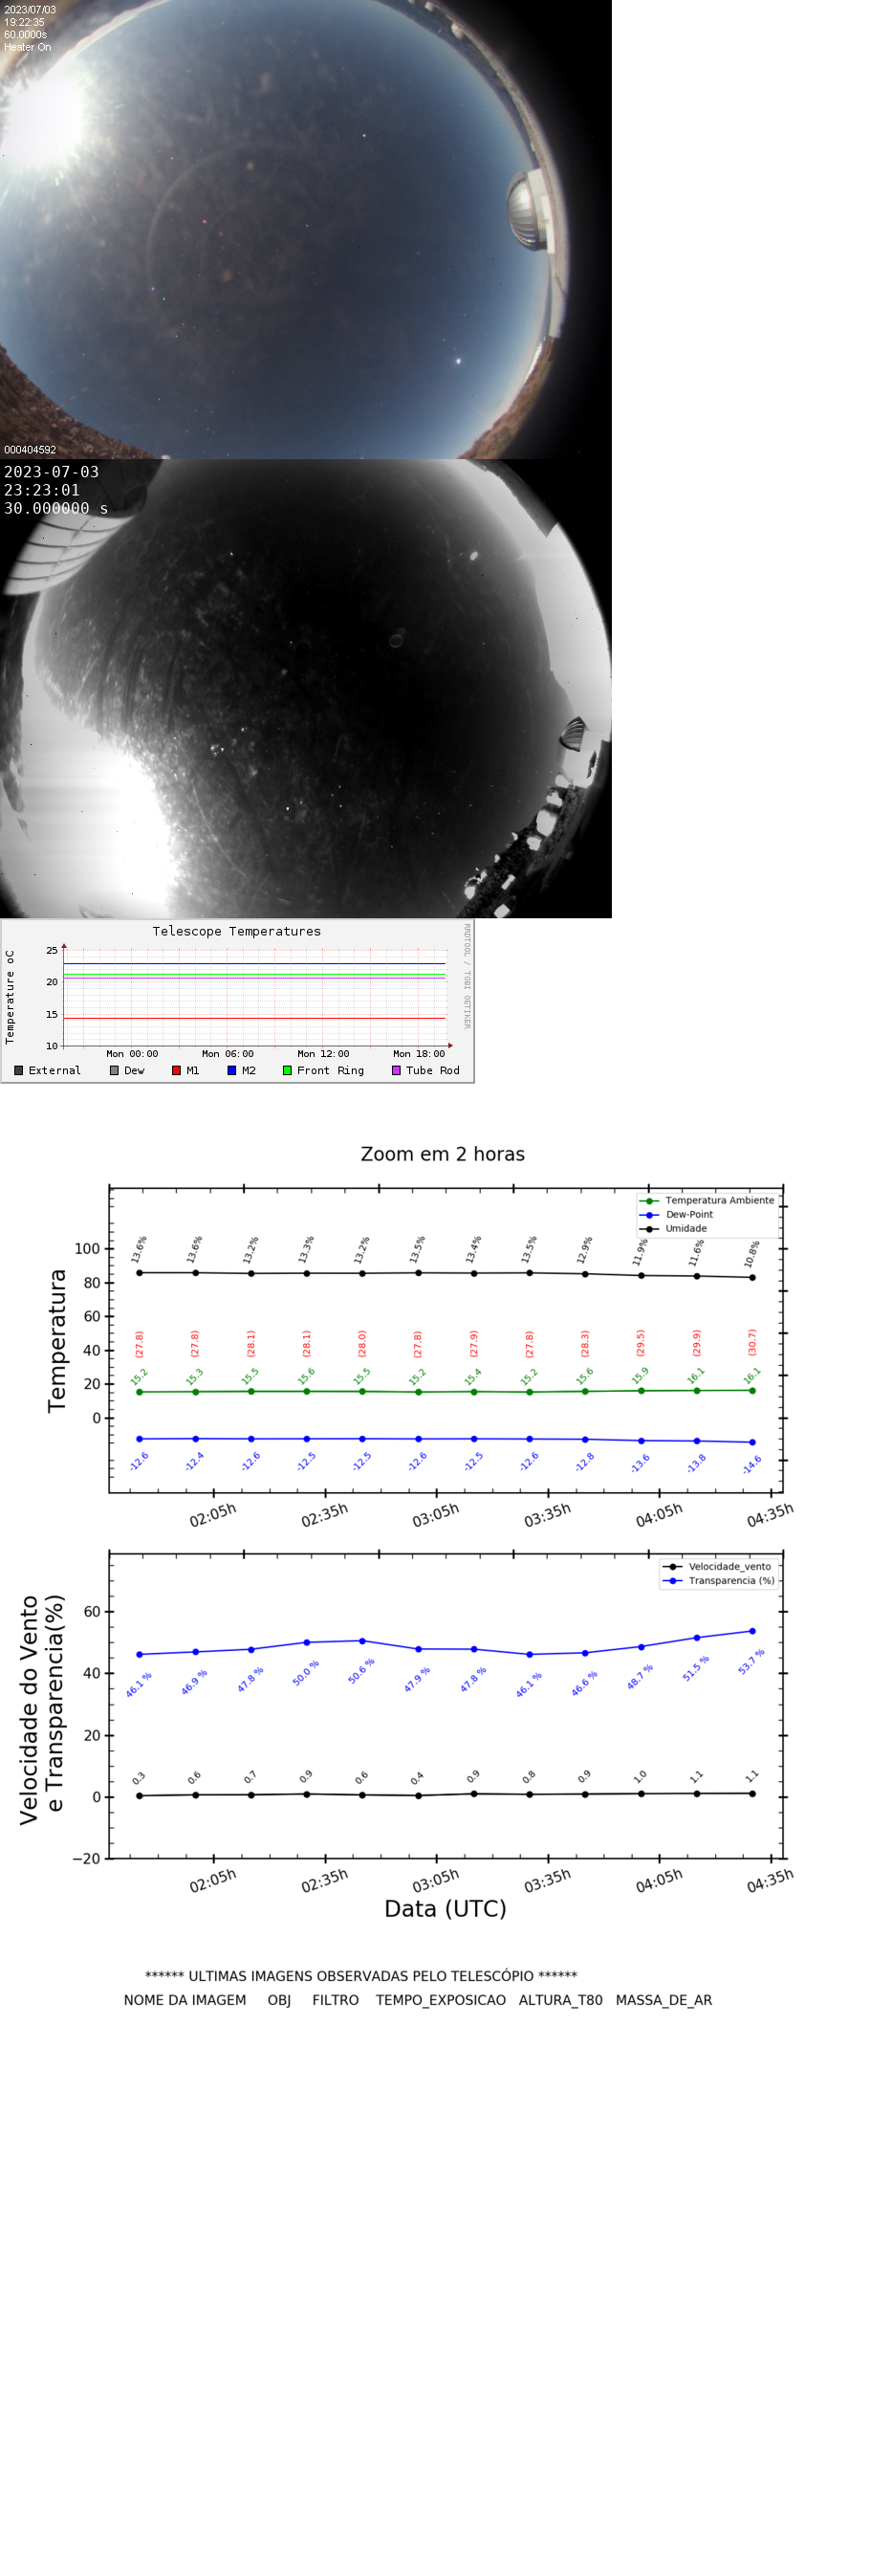 2023/07/03
19:22:35
60.0000s
Heater On
000404592
2023-07-03
23:23:01
30.000000 s
Telescope Temperatures
Temperature oC
25
20
15
10
Mon 00:00 Mon 06:00 Mon 12:00 Mon 18:00
External Dew M1 M2 Front Ring Tube Rod
RRDTOOL / TOBI OETIKER
Zoom em 2 horas
Temperatura
Temperatura Ambiente
Dew-Point
Umidade
100
80
60
40
20
0
13.6% 13.6% 13.2% 13.3% 13.2% 13.5% 13.4% 13.5% 12.9% 11.9% 11.6% 10.8%
(27.8) (27.8) (28.1) (28.1) (28.0) (27.8) (27.9) (27.8) (28.3) (29.5) (29.9) (30.7)
15.2 15.3 15.5 15.6 15.5 15.2 15.4 15.2 15.6 15.9 16.1 16.1
-12.6 -12.4 -12.6 -12.5 -12.5 -12.6 -12.5 -12.6 -12.8 -13.6 -13.8 -14.6
02:05h 02:35h 03:05h 03:35h 04:05h 04:35h
Velocidade do Vento
e Transparencia(%)
Velocidade_vento
Transparencia (%)
60
40
20
0
−20
46.1 % 46.9 % 47.8 % 50.0 % 50.6 % 47.9 % 47.8 % 46.1 % 46.6 % 48.7 % 51.5 % 53.7 %
0.3 0.6 0.7 0.9 0.6 0.4 0.9 0.8 0.9 1.0 1.1 1.1
02:05h 02:35h 03:05h 03:35h 04:05h 04:35h
Data (UTC)
****** ULTIMAS IMAGENS OBSERVADAS PELO TELESCÓPIO ******
NOME DA IMAGEM OBJ FILTRO TEMPO_EXPOSICAO ALTURA_T80 MASSA_DE_AR